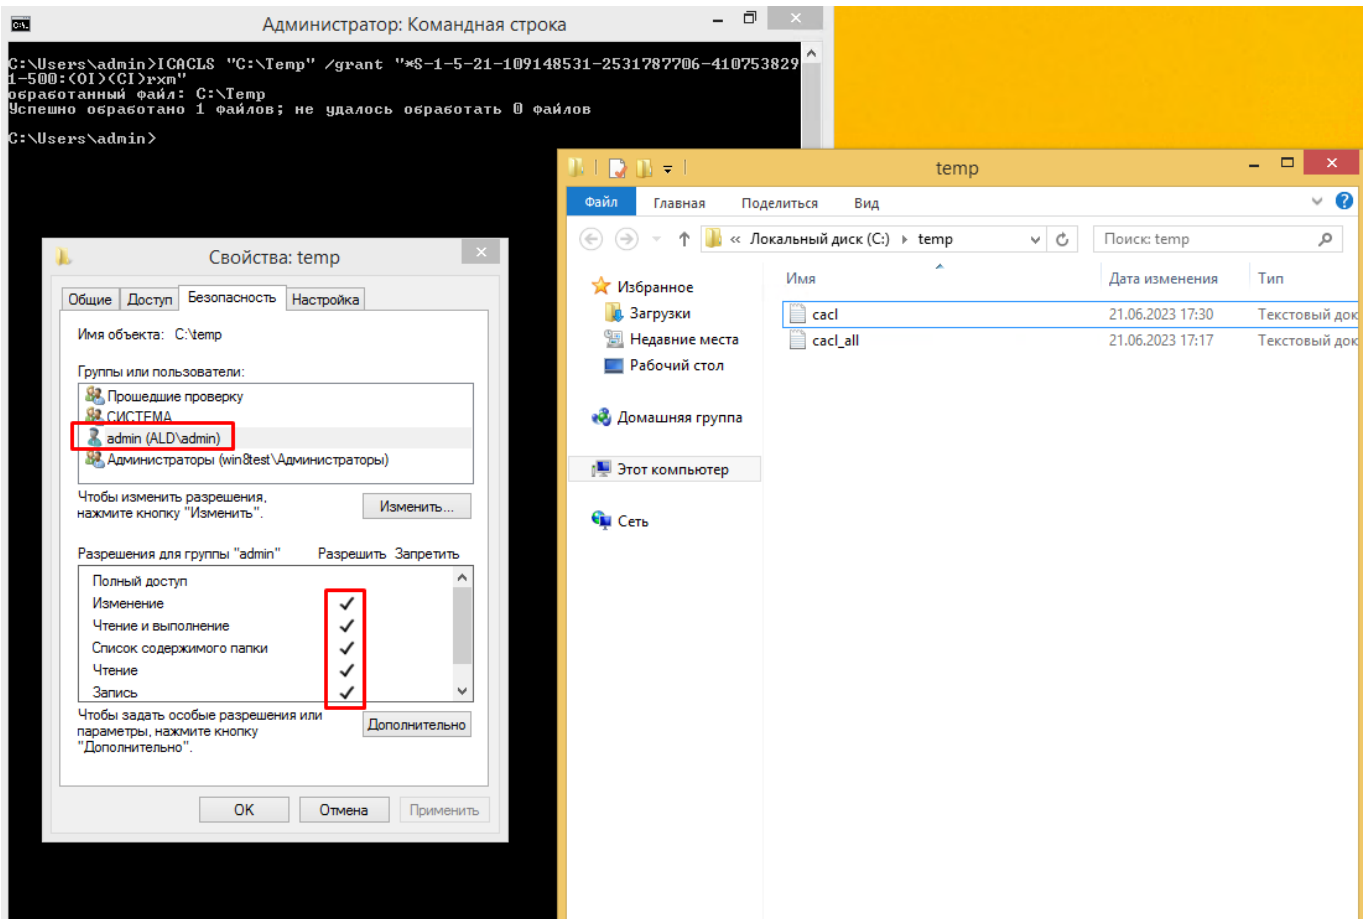 Администратор: Командная строка
C:\Users\admin>ICACLS "C:\Temp" /grant "*S-1-5-21-109148531-2531787706-410753829
1-500:(OI)(CI)rxm"
обработанный файл: C:\Temp
Успешно обработано 1 файлов; не удалось обработать 0 файлов
C:\Users\admin>
Свойства: temp
Общие
Доступ
Безопасность
Настройка
Имя объекта: C:\temp
Группы или пользователи:
Прошедшие проверку
СИСТЕМА
admin (ALD\admin)
Администраторы (win8test\Администраторы)
Чтобы изменить разрешения,
нажмите кнопку "Изменить".
Изменить...
Разрешения для группы "admin"
Разрешить Запретить
Полный доступ
Изменение
Чтение и выполнение
Список содержимого папки
Чтение
Запись
Чтобы задать особые разрешения или
параметры, нажмите кнопку
"Дополнительно".
Дополнительно
OK
Отмена
Применить
temp
Файл
Главная
Поделиться
Вид
« Локальный диск (C:) temp
Поиск: temp
Избранное
Загрузки
Недавние места
Рабочий стол
Домашняя группа
Этот компьютер
Сеть
Имя
Дата изменения
Тип
cacl
21.06.2023 17:30
Текстовый док
cacl_all
21.06.2023 17:17
Текстовый док